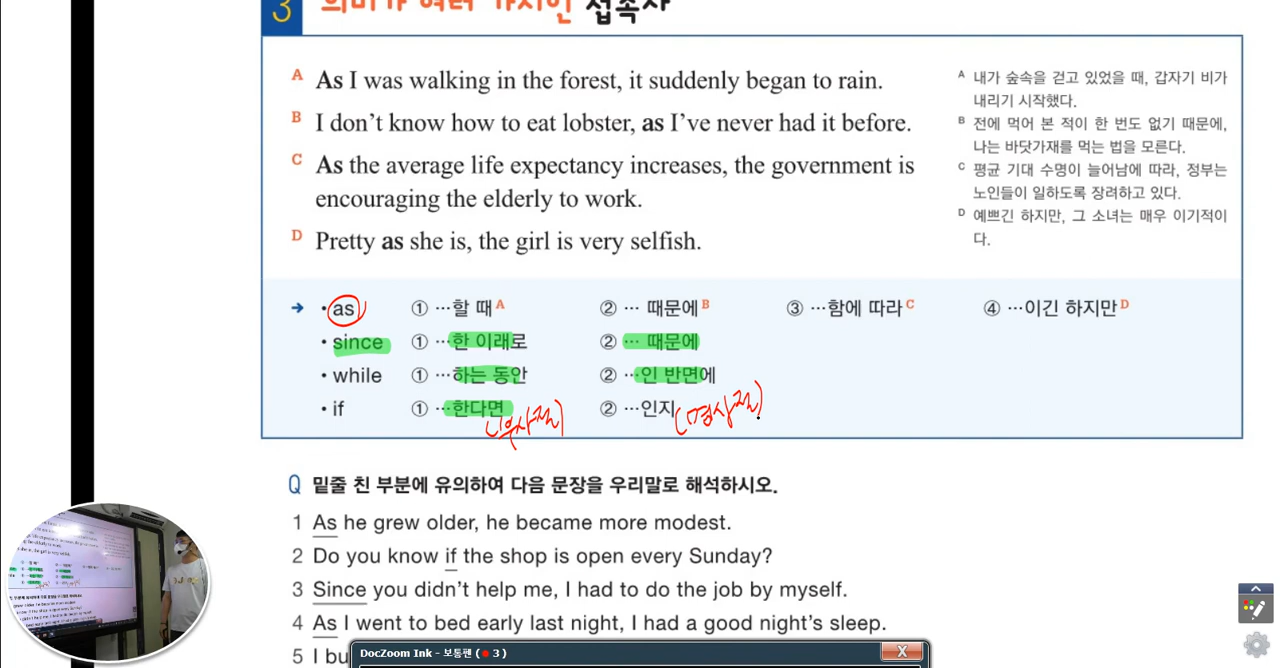 3 의미가 여러 가지인 접속사
A As I was walking in the forest, it suddenly began to rain.
B I don't know how to eat lobster, as I've never had it before.
C As the average life expectancy increases, the government is
encouraging the elderly to work.
D Pretty as she is, the girl is very selfish.
A 내가 숲속을 걷고 있었을 때, 갑자기 비가
내리기 시작했다.
B 전에 먹어 본 적이 한 번도 없기 때문에,
나는 바닷가재를 먹는 법을 모른다.
C 평균 기대 수명이 늘어남에 따라, 정부는
노인들이 일하도록 장려하고 있다.
D 예쁘긴 하지만, 그 소녀는 매우 이기적이
다.
➔ • as ① …할 때A ② … 때문에B ③ …함에 따라C ④ …이긴 하지만D
• since ① …한 이래로 ② … 때문에
• while ① …하는 동안 ② …인 반면에
• if ① …한다면 ② …인지
(부사절) (명사절)
Q 밑줄 친 부분에 유의하여 다음 문장을 우리말로 해석하시오.
1 As he grew older, he became more modest.
2 Do you know if the shop is open every Sunday?
3 Since you didn't help me, I had to do the job by myself.
4 As I went to bed early last night, I had a good night's sleep.
5 I bu
DocZoom Ink - 보통펜 ( 3 ) X